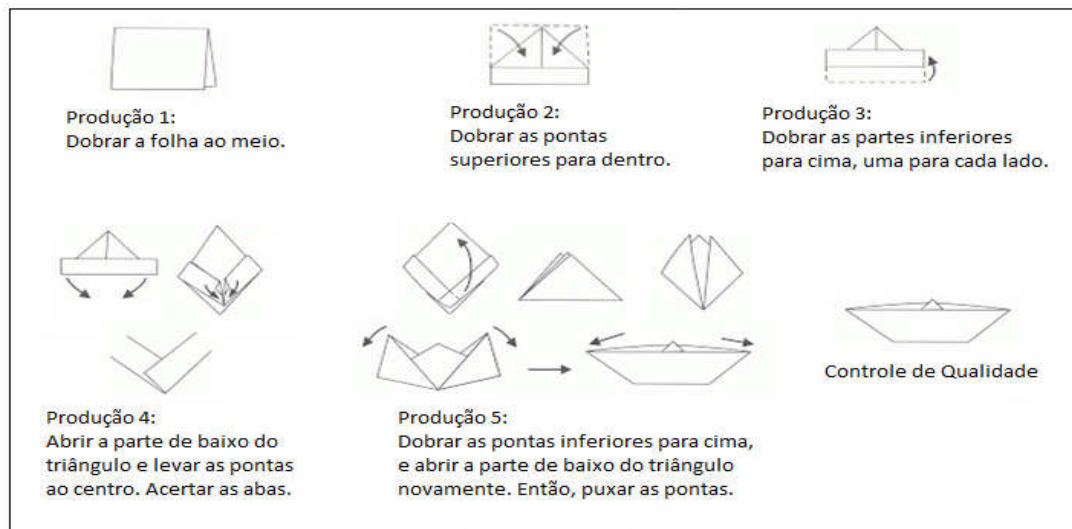 Produção 1:
Dobrar a folha ao meio.
Produção 2:
Dobrar as pontas
superiores para dentro.
Produção 3:
Dobrar as partes inferiores
para cima, uma para cada lado.
Produção 4:
Abrir a parte de baixo do
triângulo e levar as pontas
ao centro. Acertar as abas.
Produção 5:
Dobrar as pontas inferiores para cima,
e abrir a parte de baixo do triângulo
novamente. Então, puxar as pontas.
Controle de Qualidade